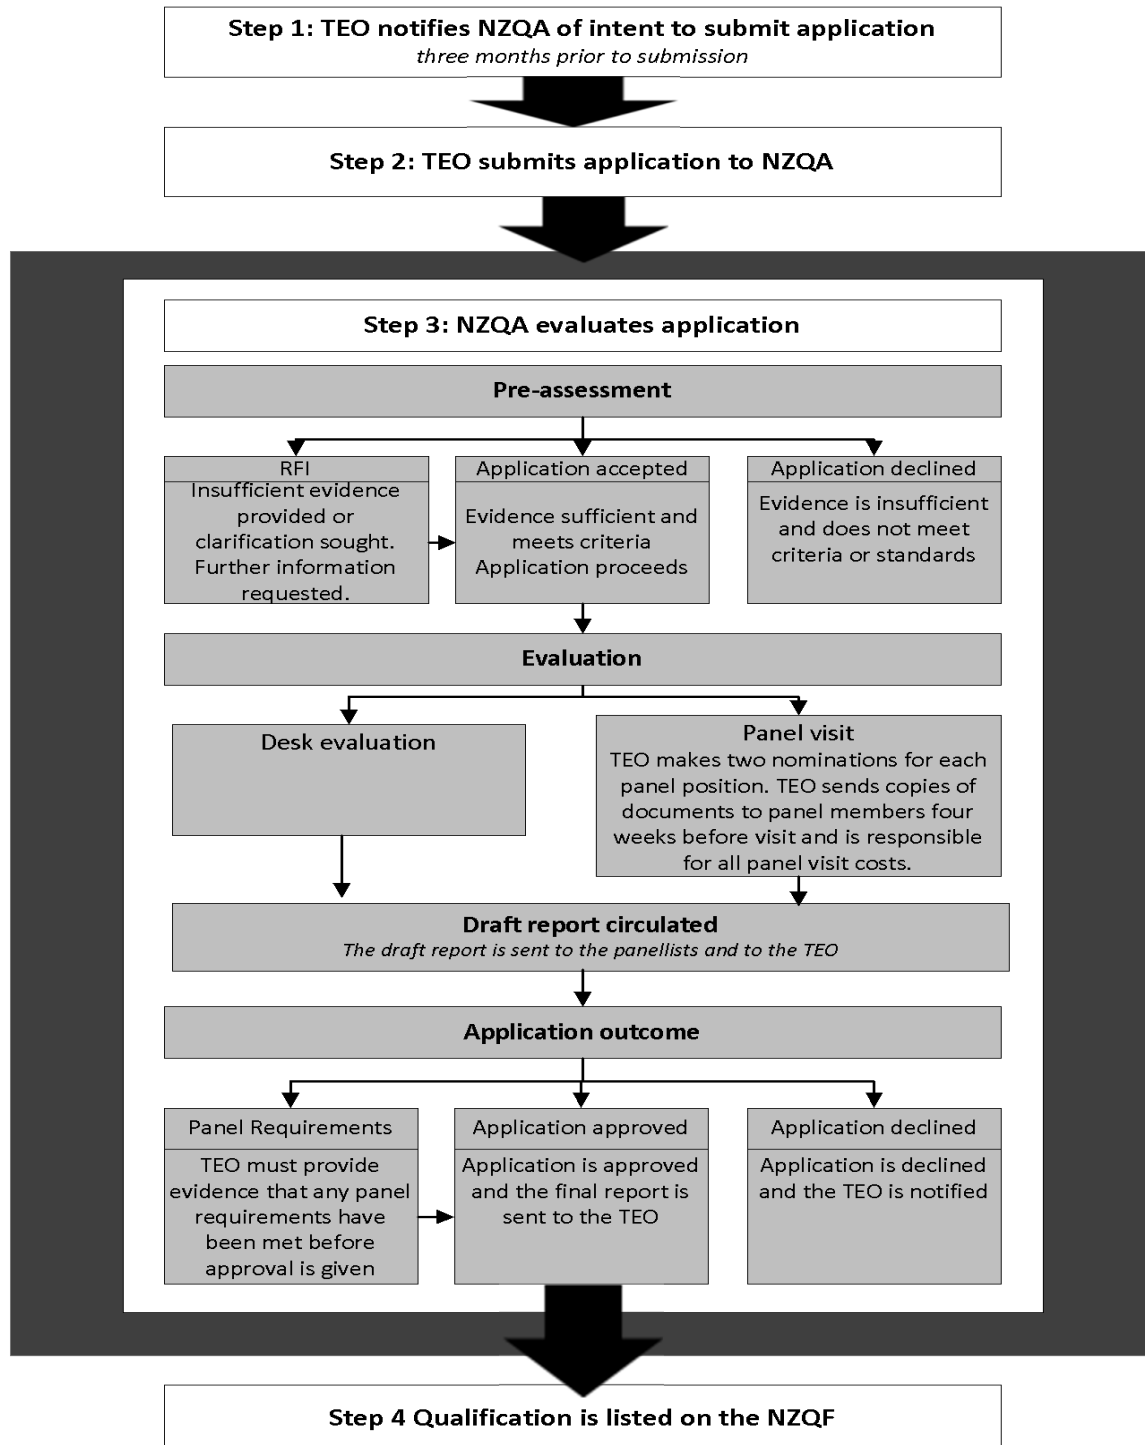 Step 1: TEO notifies NZQA of intent to submit application
three months prior to submission
Step 2: TEO submits application to NZQA
Step 3: NZQA evaluates application
Pre-assessment
RFI
Insufficient evidence
provided or
clarification sought.
Further information
requested.
Application accepted
Evidence sufficient and
meets criteria
Application proceeds
Application declined
Evidence is insufficient
and does not meet
criteria or standards
Evaluation
Desk evaluation
Panel visit
TEO makes two nominations for each
panel position. TEO sends copies of
documents to panel members four
weeks before visit and is responsible
for all panel visit costs.
Draft report circulated
The draft report is sent to the panellists and to the TEO
Application outcome
Panel Requirements
TEO must provide
evidence that any panel
requirements have
been met before
approval is given
Application approved
Application is approved
and the final report is
sent to the TEO
Application declined
Application is declined
and the TEO is notified
Step 4 Qualification is listed on the NZQF